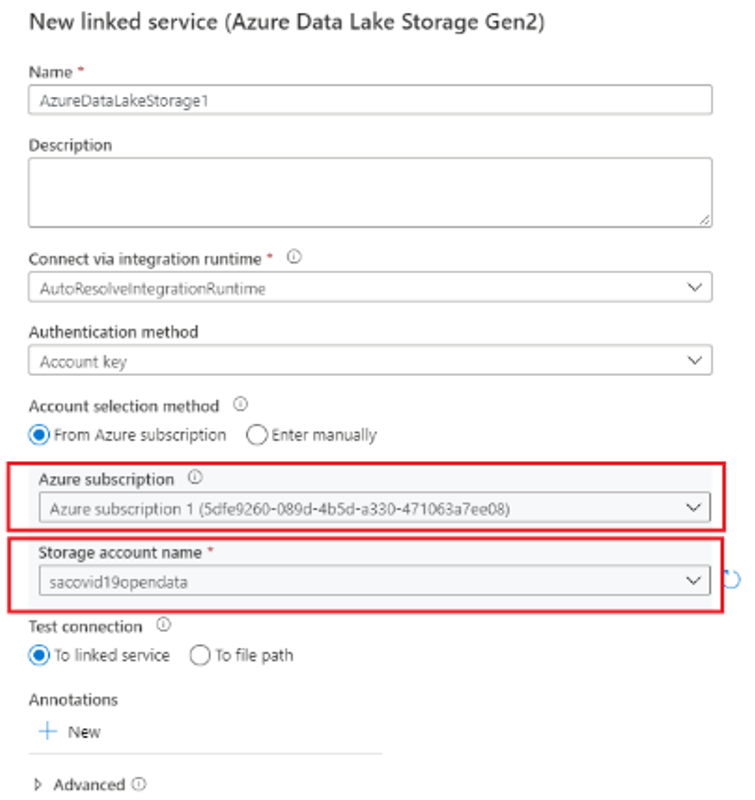 New linked service (Azure Data Lake Storage Gen2)
Name *
AzureDataLakeStorage1
Description
Connect via integration runtime *
AutoResolveIntegrationRuntime
Authentication method
Account key
Account selection method
From Azure subscription Enter manually
Azure subscription
Azure subscription 1 (5dfe9260-089d-4b5d-a330-471063a7ee08)
Storage account name *
sacovid19opendata
Test connection
To linked service To file path
Annotations
New
Advanced